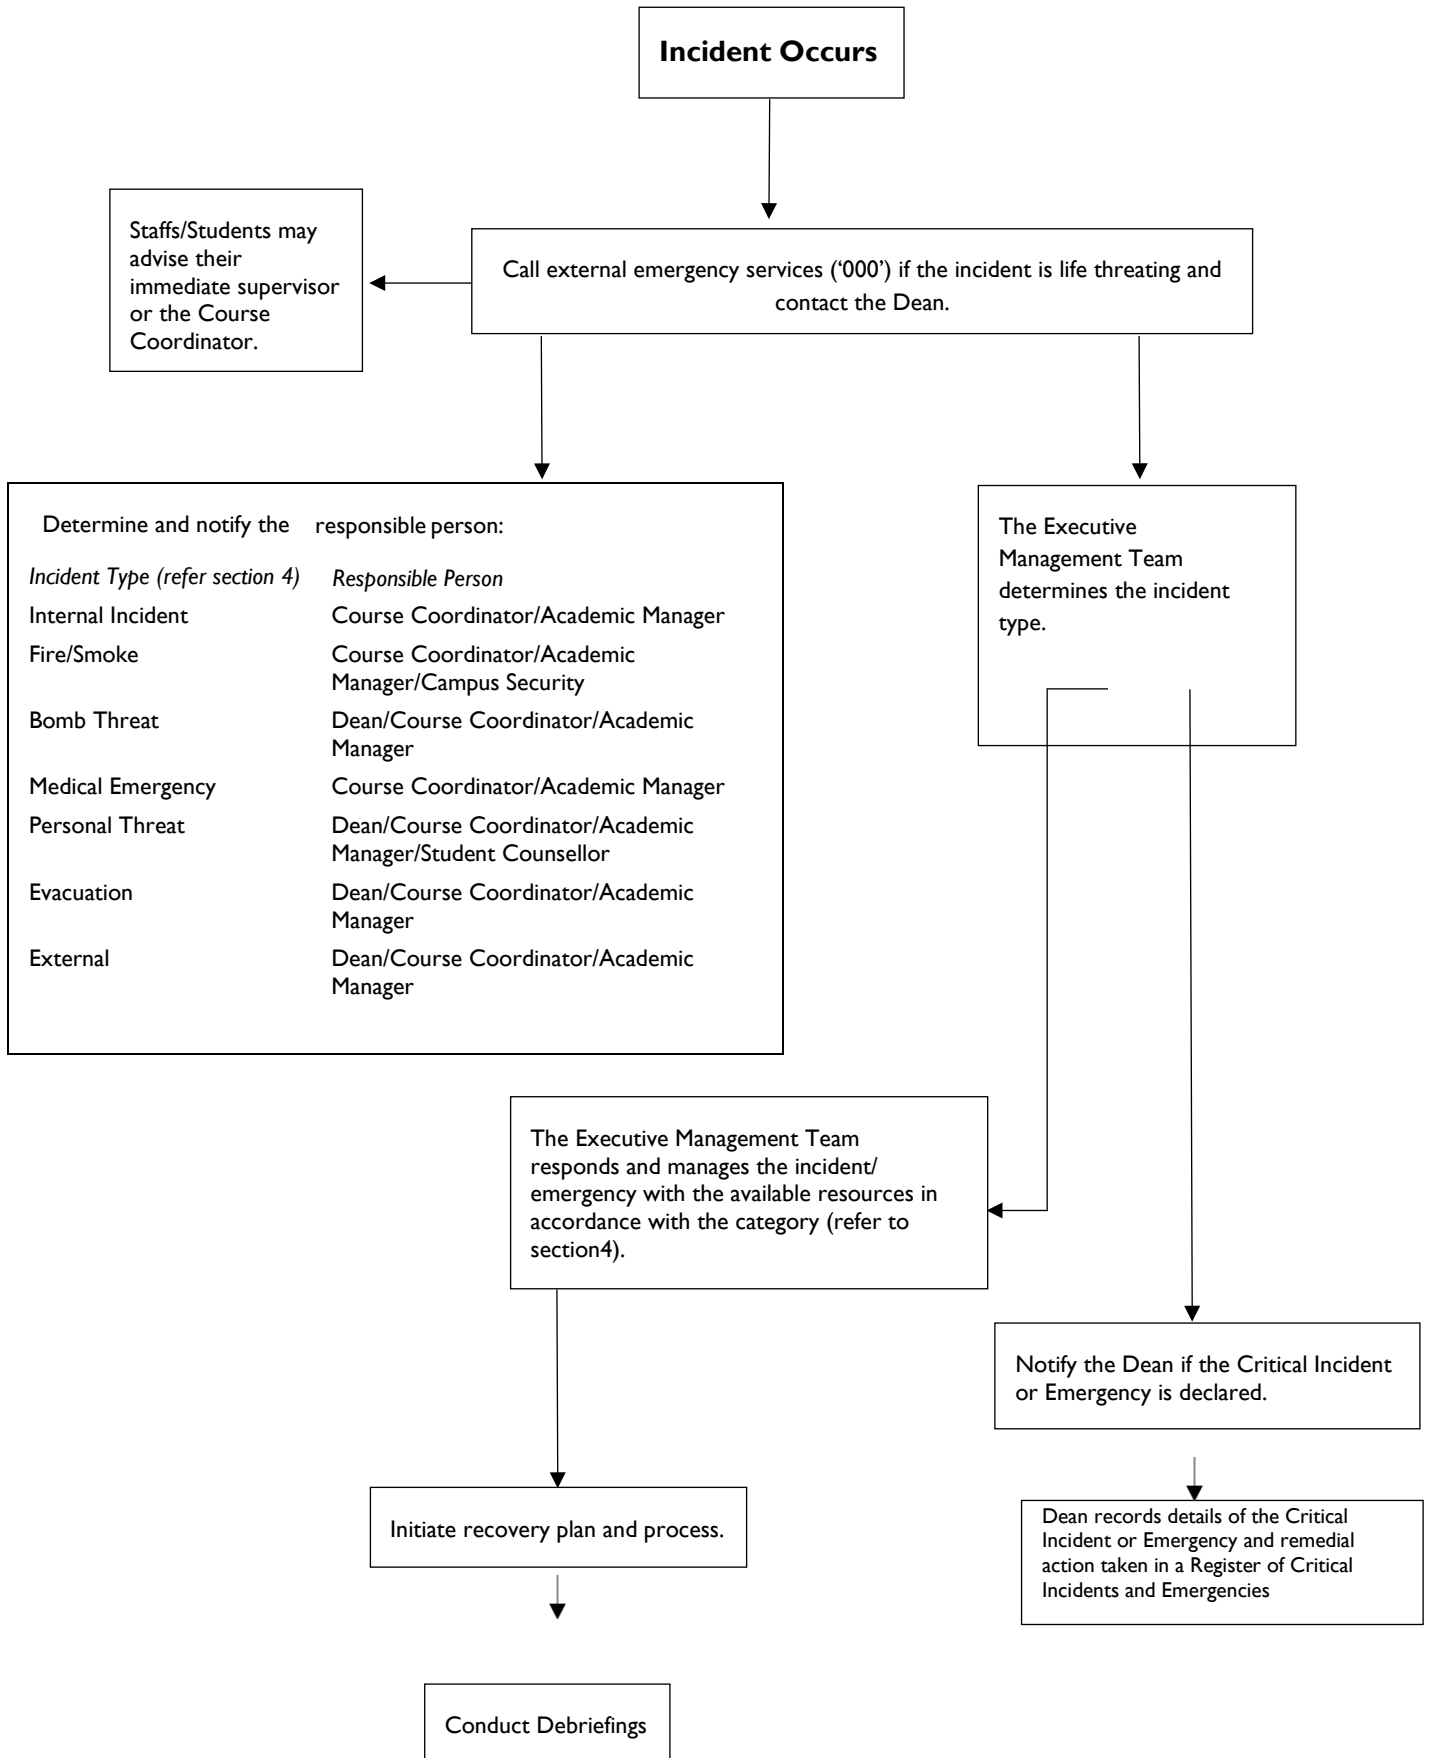 Incident Occurs
Staffs/Students may
advise their
immediate supervisor
or the Course
Coordinator.
Call external emergency services (‘000’) if the incident is life threating and
contact the Dean.
Determine and notify the responsible person:
Incident Type (refer section 4) Responsible Person
Internal Incident Course Coordinator/Academic Manager
Fire/Smoke Course Coordinator/Academic
Manager/Campus Security
Bomb Threat Dean/Course Coordinator/Academic
Manager
Medical Emergency Course Coordinator/Academic Manager
Personal Threat Dean/Course Coordinator/Academic
Manager/Student Counsellor
Evacuation Dean/Course Coordinator/Academic
Manager
External Dean/Course Coordinator/Academic
Manager
The Executive
Management Team
determines the incident
type.
The Executive Management Team
responds and manages the incident/
emergency with the available resources in
accordance with the category (refer to
section4).
Notify the Dean if the Critical Incident
or Emergency is declared.
Initiate recovery plan and process.
Dean records details of the Critical
Incident or Emergency and remedial
action taken in a Register of Critical
Incidents and Emergencies
Conduct Debriefings